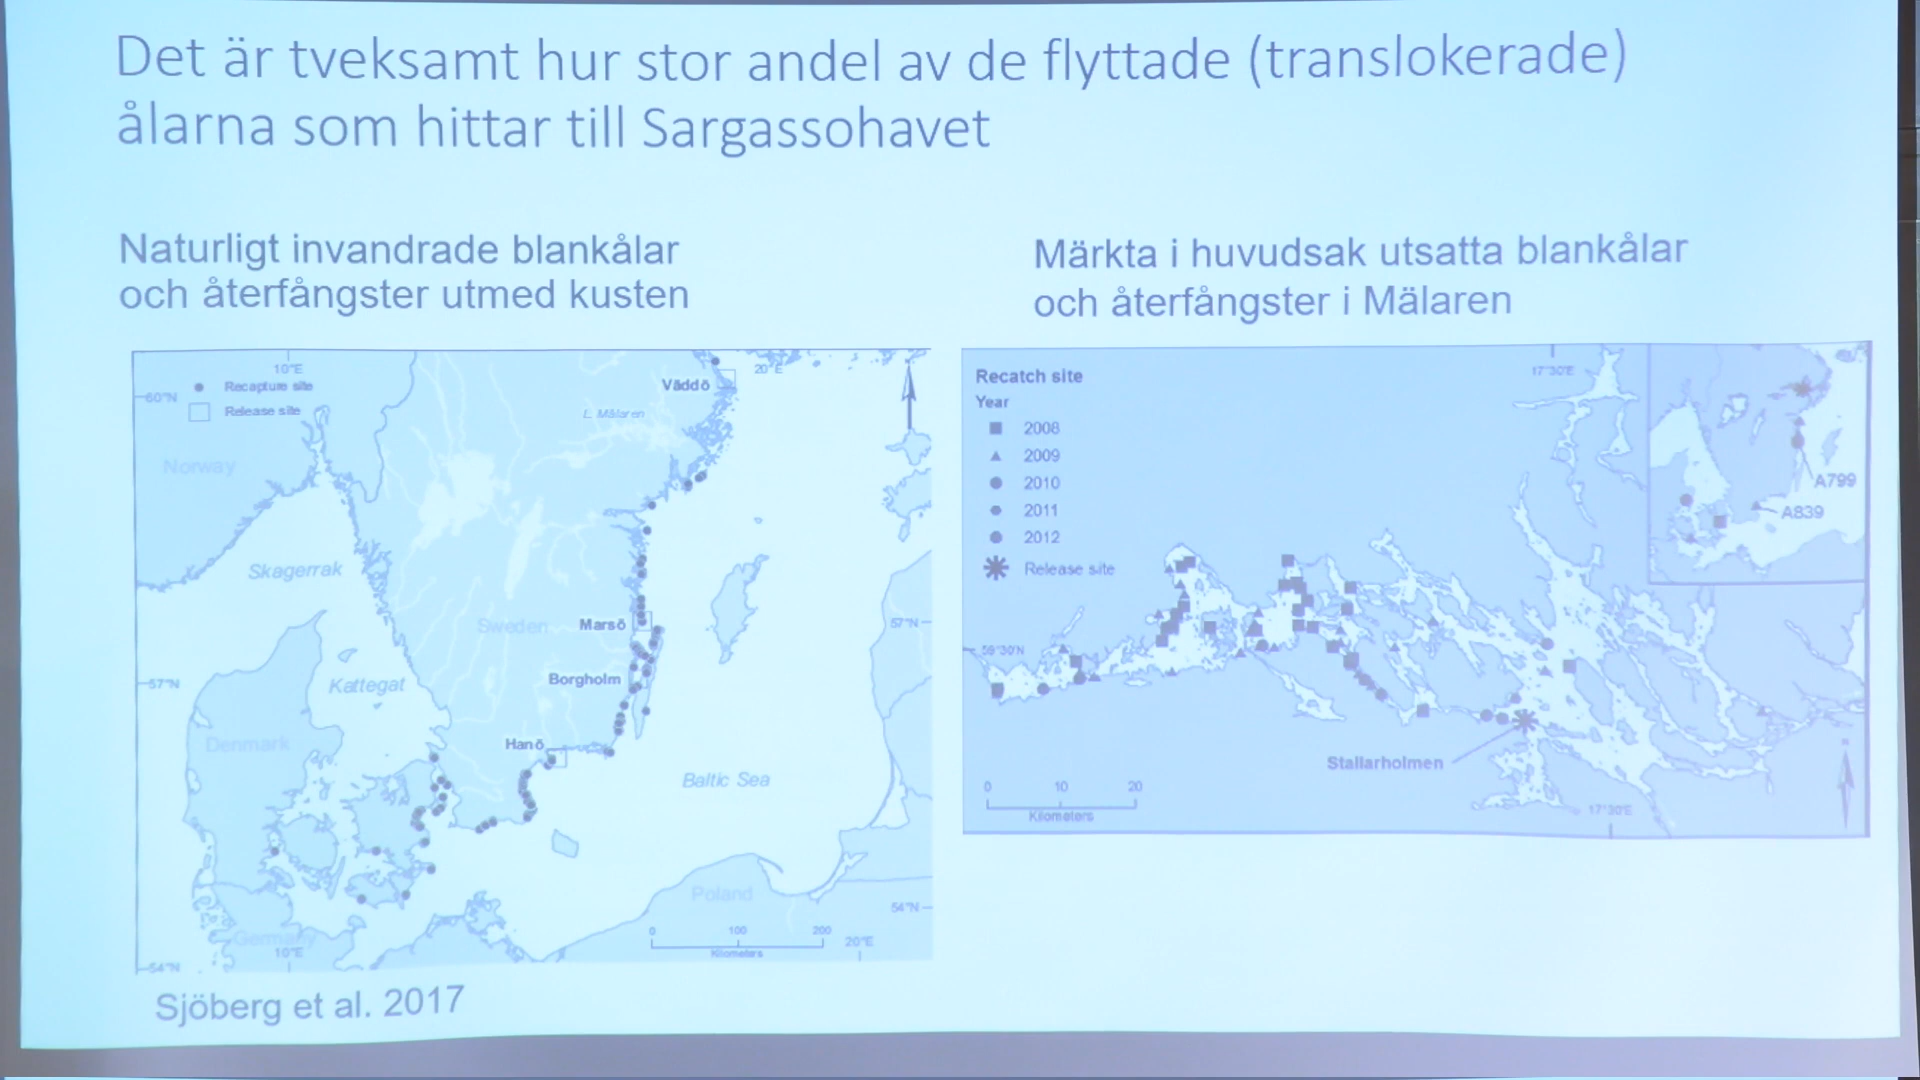 Det är tveksamt hur stor andel av de flyttade (translokerade)
ålarna som hittar till Sargassohavet
Naturligt invandrade blankålar
och återfångster utmed kusten
Märkta i huvudsak utsatta blankålar
och återfångster i Mälaren
10°E
20°E
60°N
Recapture site
Release site
Väddö
L. Mälaren
Norway
Skagerrak
Sweden
Marsö
57°N
Borgholm
Kattegat
57°N
Denmark
Hanö
Baltic Sea
Poland
Germany
54°N
0 100 200
Kilometers
20°E
10°E
54°N
Recatch site
Year
2008
2009
2010
2011
2012
Release site
17°30'E
A799
A839
59°30'N
Stallarholmen
0 10 20
Kilometers
17°30'E
Sjöberg et al. 2017